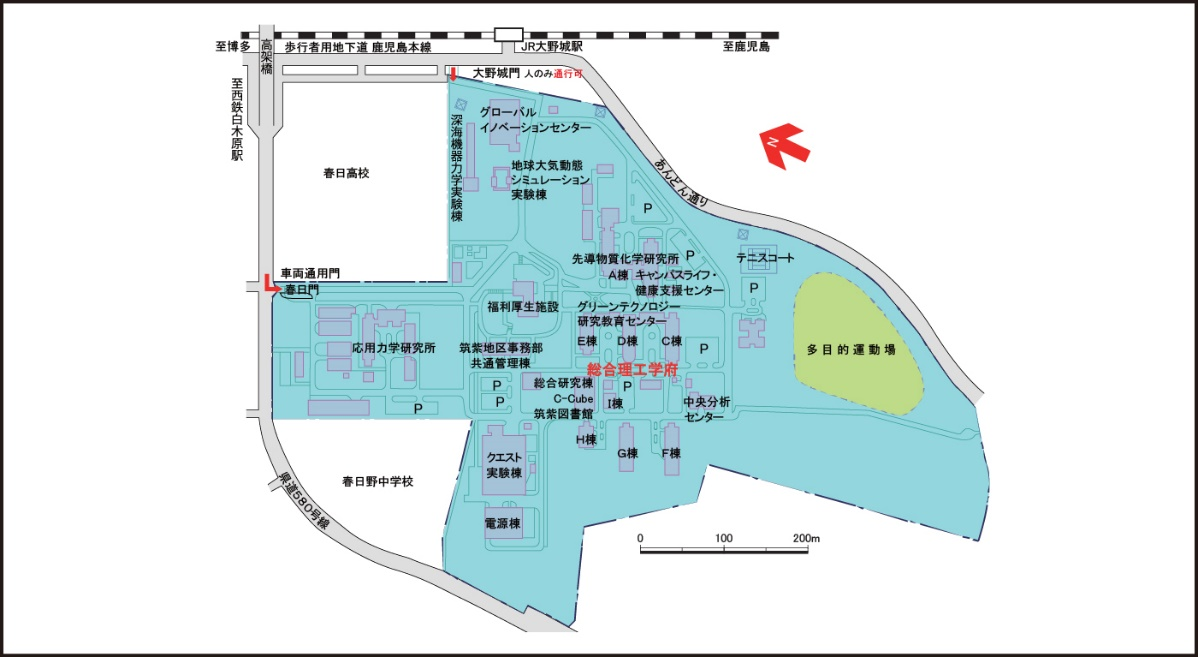 至博多
高架橋
歩行者用地下道 鹿児島本線
JR大野城駅
至鹿児島
至西鉄白木原駅
大野城門 人のみ通行可
グローバル
イノベーションセンター
深海機器力学実験棟
地球大気動態
シミュレーション
実験棟
春日高校
あんどん通り
N
P
先導物質化学研究所
A棟
P
キャンパスライフ・
健康支援センター
テニスコート
P
車両通用門
春日門
福利厚生施設
グリーンテクノロジー
研究教育センター
E棟
D棟
C棟
P
多目的運動場
応用力学研究所
筑紫地区事務部
共通管理棟
総合理工学府
P
P
P
総合研究棟
C-Cube
筑紫図書館
P
I棟
中央分析
センター
H棟
G棟
F棟
クエスト
実験棟
電源棟
春日野中学校
県道580号線
0 100 200m